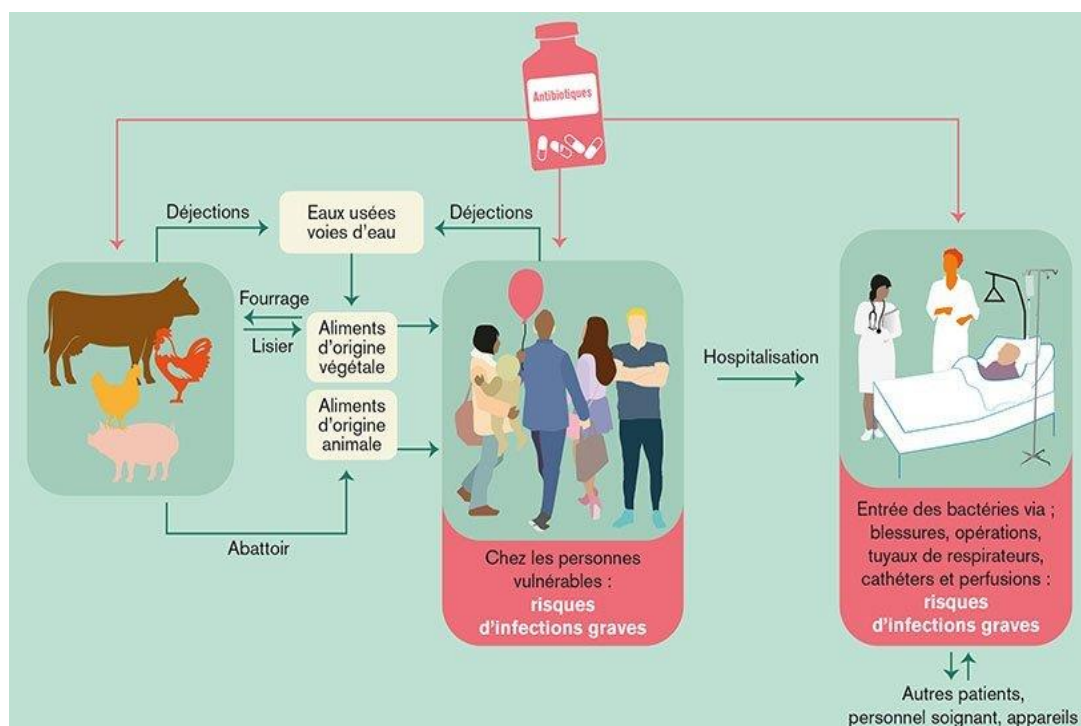 Antibiotiques
Déjections
Eaux usées
voies d'eau
Déjections
Fourrage
Lisier
Aliments
d'origine
végétale
Aliments
d'origine
animale
Abattoir
Hospitalisation
Chez les personnes
vulnérables :
risques
d'infections graves
Entrée des bactéries via ;
blessures, opérations,
tuyaux de respirateurs,
cathéters et perfusions :
risques
d'infections graves
Autres patients,
personnel soignant, appareils